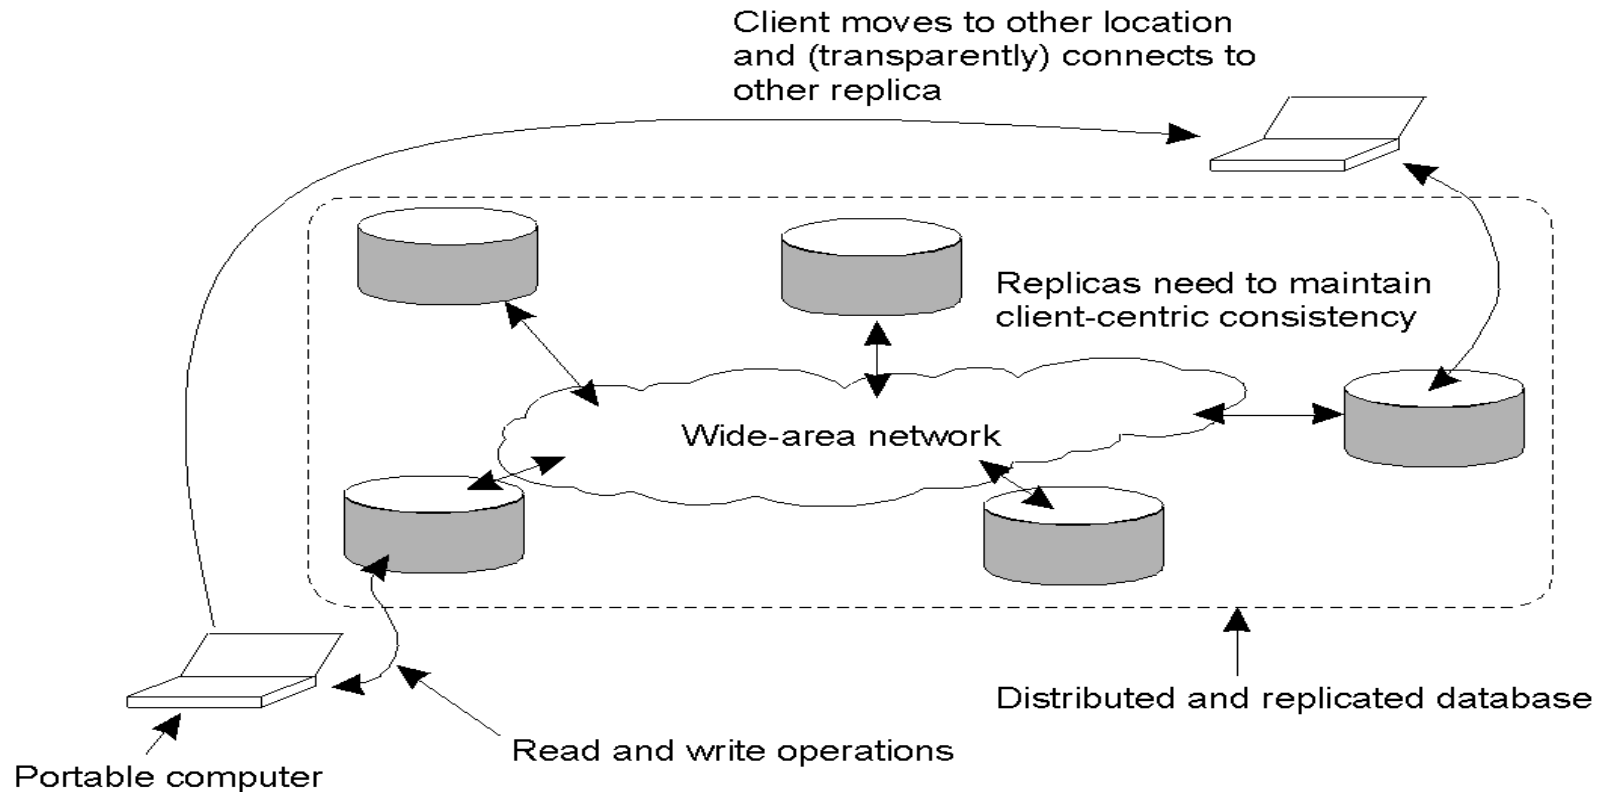 Client moves to other location
and (transparently) connects to
other replica
Replicas need to maintain
client-centric consistency
Wide-area network
Distributed and replicated database
Read and write operations
Portable computer